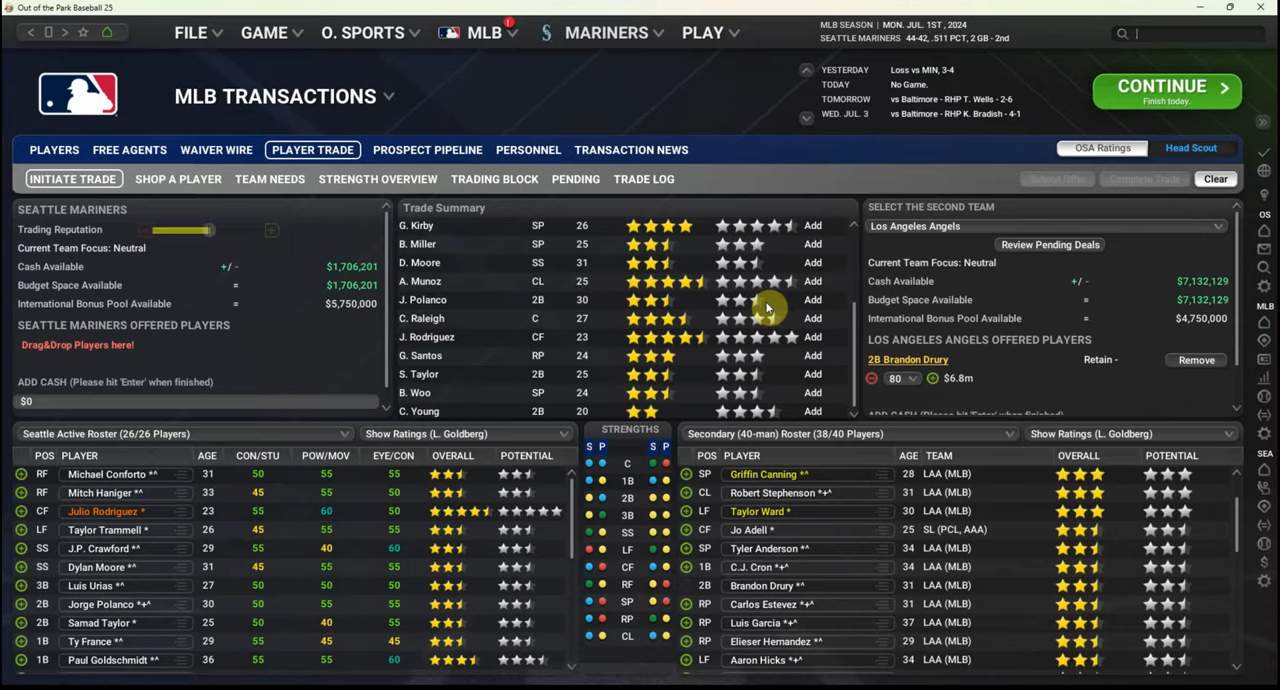 Out of the Park Baseball 25
FILE GAME O. SPORTS MLB MARINERS PLAY
MLB SEASON | MON. JUL. 1ST , 2024
SEATTLE MARINERS 44-42, .511 PCT, 2 GB - 2nd
MLB TRANSACTIONS
YESTERDAY Loss vs MIN, 3-4
TODAY No Game.
TOMORROW vs Baltimore - RHP T. Wells - 2-6
WED. JUL. 3 vs Baltimore - RHP K. Bradish - 4-1
CONTINUE
Finish today.
PLAYERS FREE AGENTS WAIVER WIRE PLAYER TRADE PROSPECT PIPELINE PERSONNEL TRANSACTION NEWS OSA Ratings Head Scout
INITIATE TRADE SHOP A PLAYER TEAM NEEDS STRENGTH OVERVIEW TRADING BLOCK PENDING TRADE LOG Submit Offer Complete Trade Clear
SEATTLE MARINERS
Trading Reputation
Current Team Focus: Neutral
Cash Available +/- $1,706,201
Budget Space Available = $1,706,201
International Bonus Pool Available = $5,750,000
SEATTLE MARINERS OFFERED PLAYERS
Drag&Drop Players here!
ADD CASH (Please hit 'Enter' when finished)
$0
Trade Summary
G. Kirby SP 26 Add
B. Miller SP 25 Add
D. Moore SS 31 Add
A. Munoz CL 25 Add
J. Polanco 2B 30 Add
C. Raleigh C 27 Add
J. Rodriguez CF 23 Add
G. Santos RP 24 Add
S. Taylor 2B 25 Add
B. Woo SP 24 Add
C. Young 2B 20 Add
SELECT THE SECOND TEAM
Los Angeles Angels
Review Pending Deals
Current Team Focus: Neutral
Cash Available +/- $7,132,129
Budget Space Available = $7,132,129
International Bonus Pool Available = $4,750,000
LOS ANGELES ANGELS OFFERED PLAYERS
2B Brandon Drury Retain - Remove
80 $6.8m
ADD CASH (Please hit 'Enter' when finished)
Seattle Active Roster (26/26 Players) Show Ratings (L. Goldberg)
POS PLAYER AGE CON/STU POW/MOV EYE/CON OVERALL POTENTIAL
RF Michael Conforto *^ 31 50 55 55
RF Mitch Haniger *^ 33 45 55 55
CF Julio Rodriguez * 23 55 60 50
LF Taylor Trammell * 26 45 55 55
SS J.P. Crawford *^ 29 55 40 60
SS Dylan Moore *^ 31 45 55 55
3B Luis Urias *^ 27 50 50 50
2B Jorge Polanco *+^ 30 50 55 55
2B Samad Taylor * 25 50 40 55
1B Ty France *^ 29 55 45 45
1B Paul Goldschmidt *^ 36 55 55 60
STRENGTHS
S P S P
C
1B
2B
3B
SS
LF
CF
RF
SP
RP
CL
Secondary (40-man) Roster (38/40 Players) Show Ratings (L. Goldberg)
POS PLAYER AGE TEAM OVERALL POTENTIAL
SP Griffin Canning *^ 28 LAA (MLB)
CL Robert Stephenson *+^ 31 LAA (MLB)
LF Taylor Ward * 30 LAA (MLB)
CF Jo Adell * 25 SL (PCL, AAA)
SP Tyler Anderson *^ 34 LAA (MLB)
1B C.J. Cron *+^ 34 LAA (MLB)
2B Brandon Drury *^ 31 LAA (MLB)
RP Carlos Estevez *+^ 31 LAA (MLB)
RP Luis Garcia *+^ 37 LAA (MLB)
RP Elieser Hernandez *^ 29 LAA (MLB)
LF Aaron Hicks *+^ 34 LAA (MLB)
OS
MLB
SEA